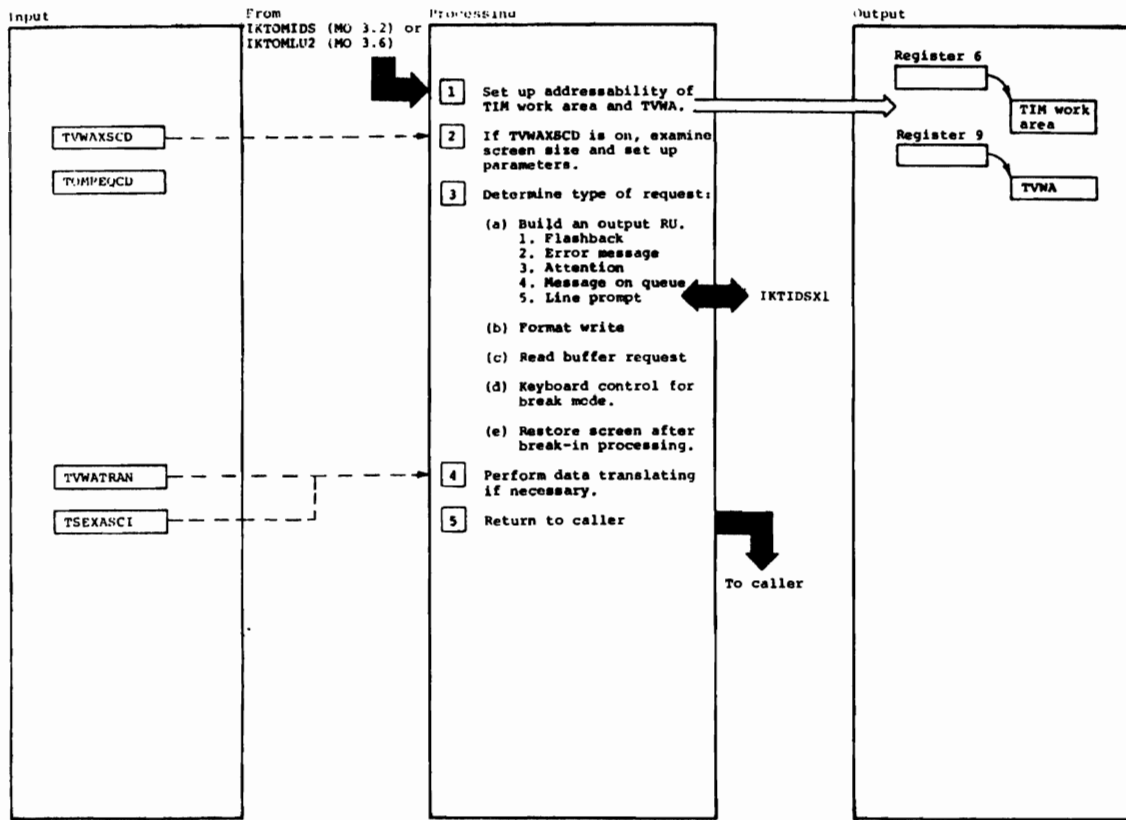 Input
From
IKTOMIDS (MO 3.2) or
IKTOMLU2 (MO 3.6)
Processing
Output
1 Set up addressability of
TIM work area and TVWA.
2 If TVWAXSCD is on, examine
screen size and set up
parameters.
3 Determine type of request:
(a) Build an output RU.
1. Flashback
2. Error message
3. Attention
4. Message on queue
5. Line prompt
(b) Format write
(c) Read buffer request
(d) Keyboard control for
break mode.
(e) Restore screen after
break-in processing.
4 Perform data translating
if necessary.
5 Return to caller
TVWAXSCD
TOMPEQCD
TVWATRAN
TSEXASCI
IKTIDSX1
To caller
Register 6
TIM work
area
Register 9
TVWA